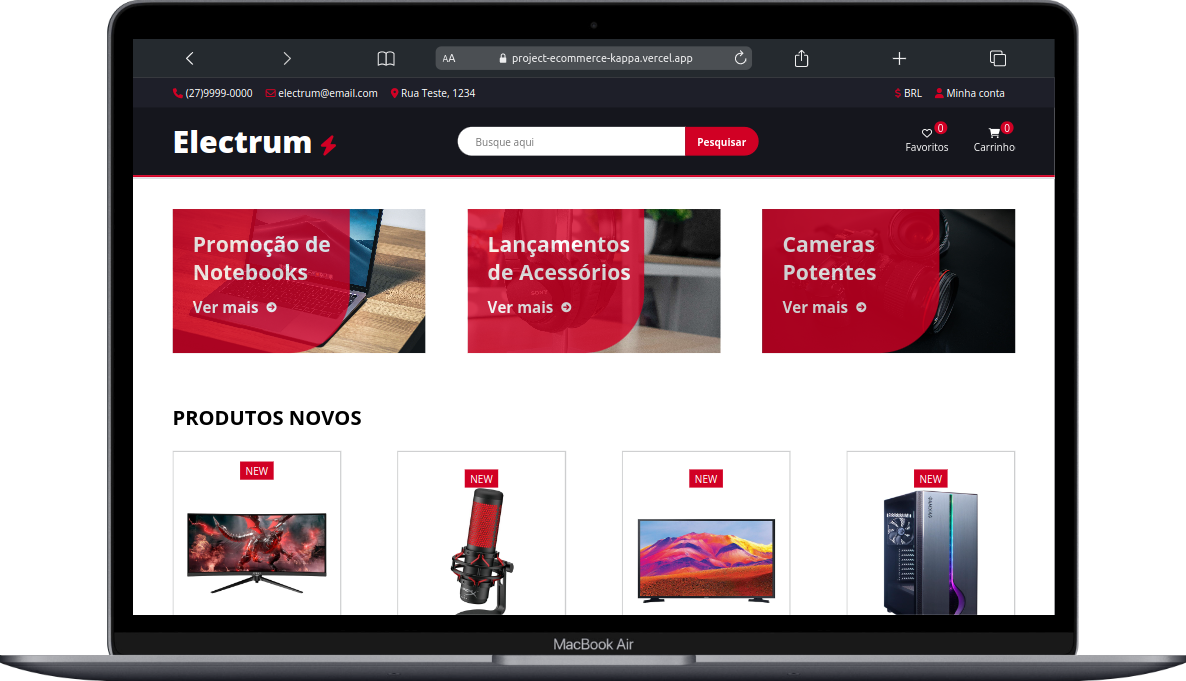 AA project-ecommerce-kappa.vercel.app
(27)9999-0000 electrum@email.com Rua Teste, 1234 $ BRL Minha conta
Electrum
Busque aqui Pesquisar
0 0
Favoritos Carrinho
Promoção de
Notebooks
Ver mais
Lançamentos
de Acessórios
Ver mais
Cameras
Potentes
Ver mais
PRODUTOS NOVOS
NEW NEW NEW NEW
MacBook Air